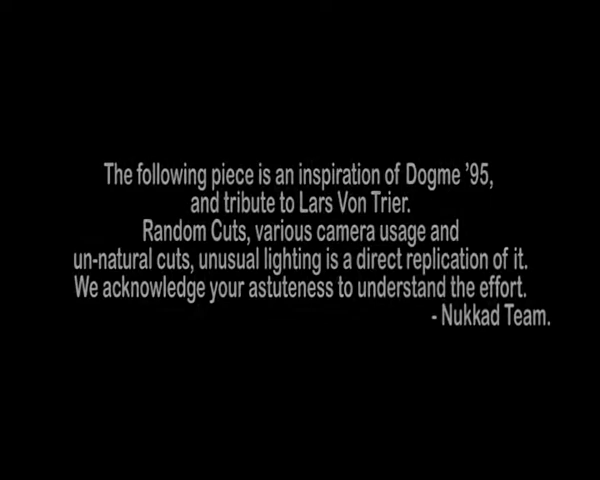 The following piece is an inspiration of Dogme '95,
and tribute to Lars Von Trier.
Random Cuts, various camera usage and
un-natural cuts, unusual lighting is a direct replication of it.
We acknowledge your astuteness to understand the effort.
- Nukkad Team.